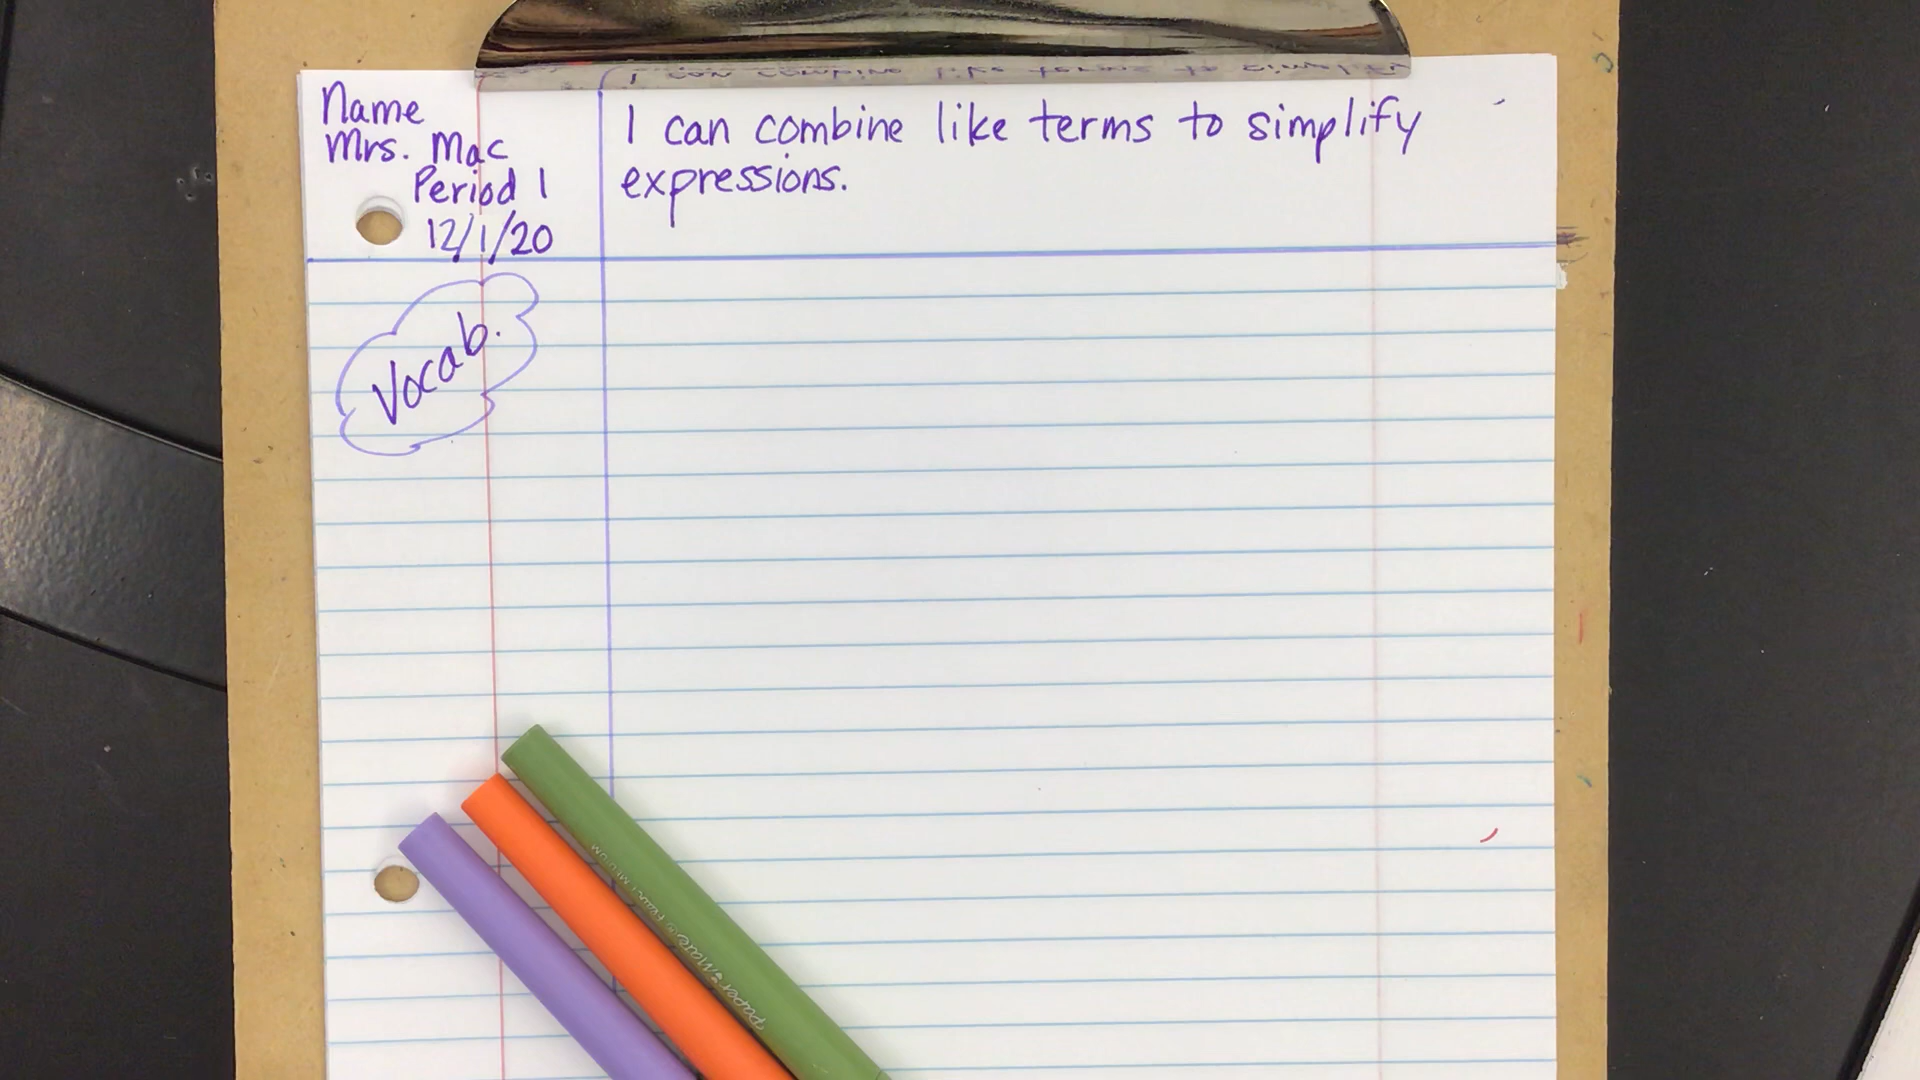 Name
Mrs. Mac
Period 1
12/1/20
I can combine like terms to simplify
expressions.
Vocab.
Paper Mate